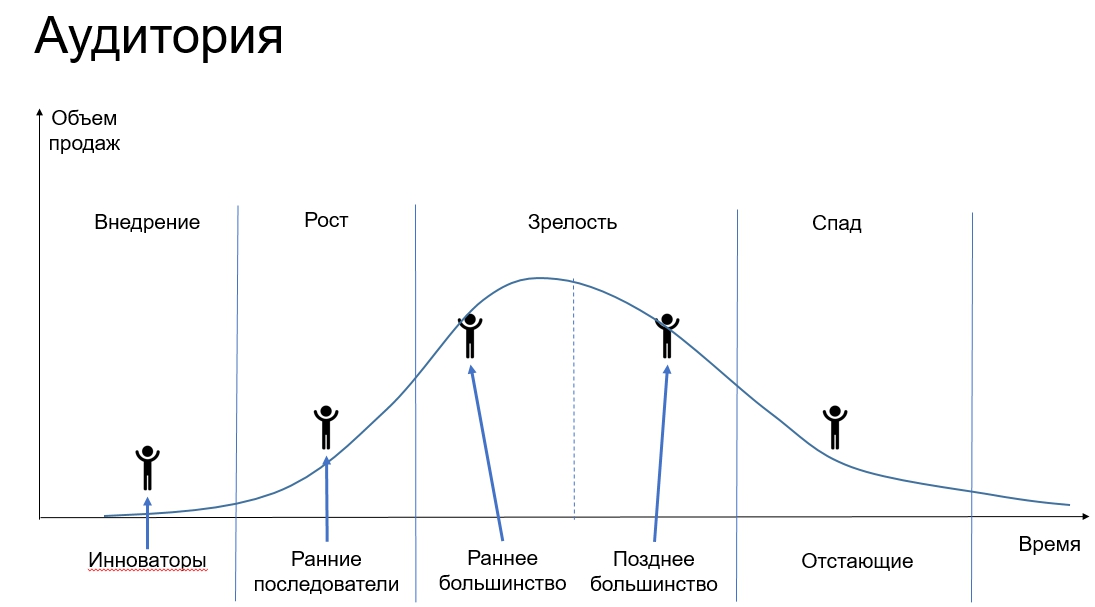 Аудитория
Объем
продаж
Внедрение
Рост
Зрелость
Спад
Время
Инноваторы
Ранние
последователи
Раннее
большинство
Позднее
большинство
Отстающие